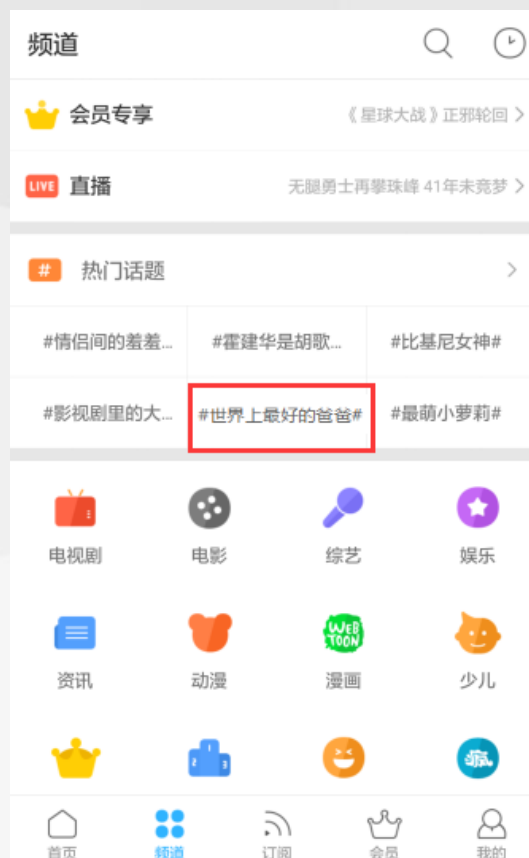 频道
会员专享 《星球大战》正邪轮回
LIVE 直播 无腿勇士再攀珠峰 41年未竞梦
# 热门话题
#情侣间的羞羞... #霍建华是胡歌... #比基尼女神#
#影视剧里的大... #世界上最好的爸爸# #最萌小萝莉#
电视剧 电影 综艺 娱乐
WEB
TOON
资讯 动漫 漫画 少儿
1
2 3
首页 频道 订阅 会员 我的